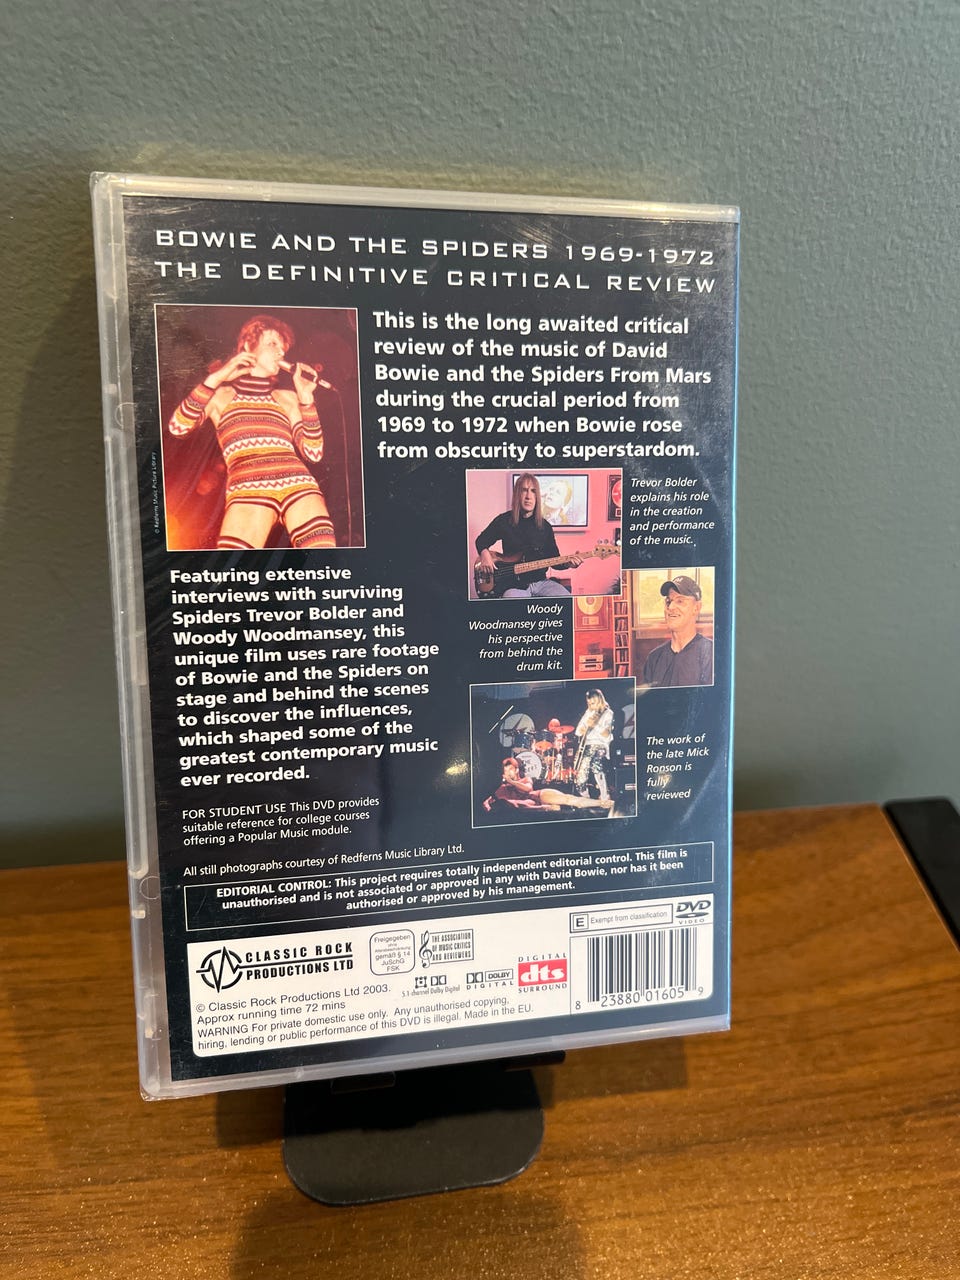 BOWIE AND THE SPIDERS 1969-1972
THE DEFINITIVE CRITICAL REVIEW
This is the long awaited critical
review of the music of David
Bowie and the Spiders From Mars
during the crucial period from
1969 to 1972 when Bowie rose
from obscurity to superstardom.
© Redferns Music Picture Library
Trevor Bolder
explains his role
in the creation
and performance
of the music.
Featuring extensive
interviews with surviving
Spiders Trevor Bolder and
Woody Woodmansey, this
unique film uses rare footage
of Bowie and the Spiders on
stage and behind the scenes
to discover the influences,
which shaped some of the
greatest contemporary music
ever recorded.
Woody
Woodmansey gives
his perspective
from behind the
drum kit.
The work of
the late Mick
Ronson is
fully
reviewed
FOR STUDENT USE This DVD provides
suitable reference for college courses
offering a Popular Music module.
All still photographs courtesy of Redferns Music Library Ltd.
EDITORIAL CONTROL: This project requires totally independent editorial control. This film is
unauthorised and is not associated or approved in any with David Bowie, nor has it been
authorised or approved by his management.
CLASSIC ROCK
PRODUCTIONS LTD
Freigegeben
ohne
Altersbeschränkung
gemäß § 14
JuSchG
FSK
THE ASSOCIATION
OF MUSIC CRITICS
AND REVIEWERS
5.1-channel Dolby Digital
DOLBY
DIGITAL
DIGITAL
dts
SURROUND
E Exempt from classification
DVD
VIDEO
8 23880 01605 9
© Classic Rock Productions Ltd 2003.
Approx running time 72 mins
WARNING For private domestic use only. Any unauthorised copying,
hiring, lending or public performance of this DVD is illegal. Made in the EU.